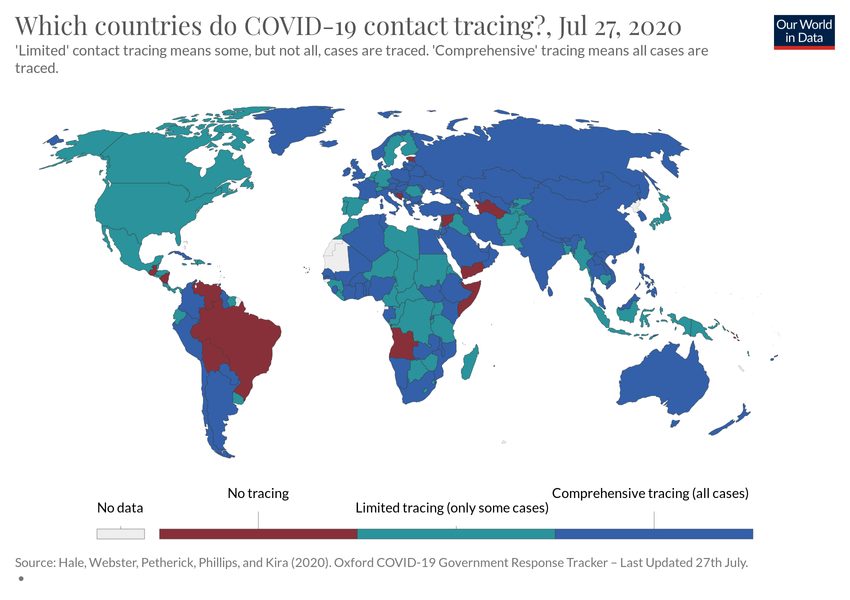 Which countries do COVID-19 contact tracing?, Jul 27, 2020
Our World
in Data
'Limited' contact tracing means some, but not all, cases are traced. 'Comprehensive' tracing means all cases are
traced.
No data
No tracing
Limited tracing (only some cases)
Comprehensive tracing (all cases)
Source: Hale, Webster, Petherick, Phillips, and Kira (2020). Oxford COVID-19 Government Response Tracker – Last Updated 27th July.